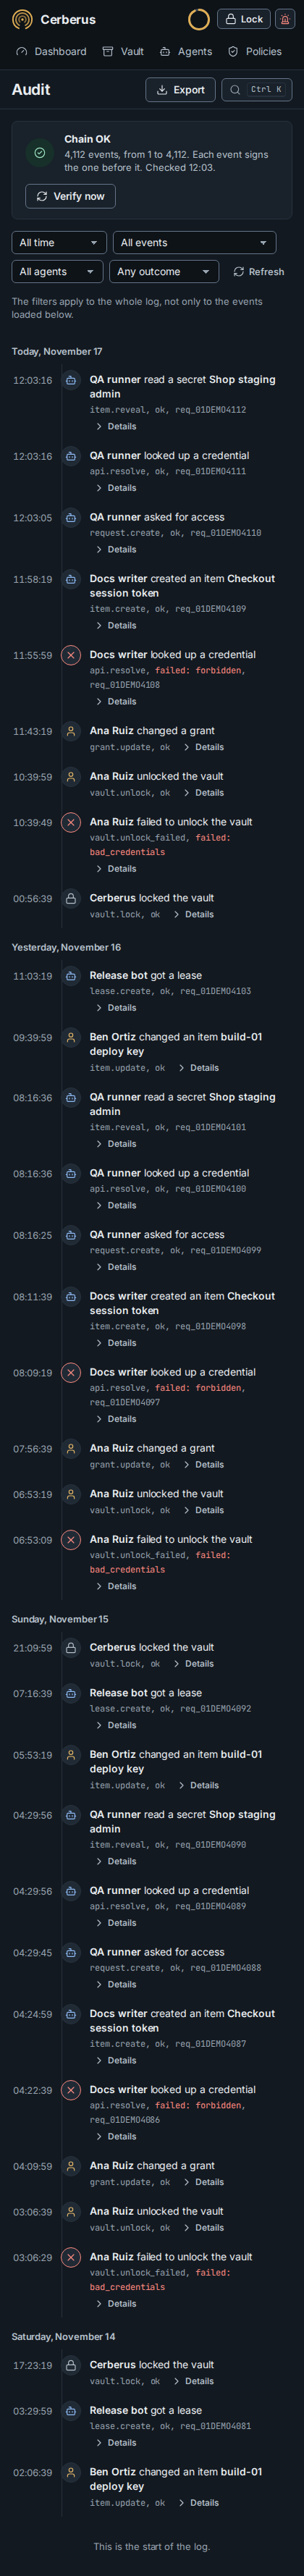 Cerberus
Lock
Dashboard Vault Agents Policies
Audit
Export
Ctrl K
Chain OK
4,112 events, from 1 to 4,112. Each event signs
the one before it. Checked 12:03.
Verify now
All time All events
All agents Any outcome Refresh
The filters apply to the whole log, not only to the events
loaded below.
Today, November 17
12:03:16 QA runner read a secret Shop staging
admin
item.reveal, ok, req_01DEMO4112
Details
12:03:16 QA runner looked up a credential
api.resolve, ok, req_01DEMO4111
Details
12:03:05 QA runner asked for access
request.create, ok, req_01DEMO4110
Details
11:58:19 Docs writer created an item Checkout
session token
item.create, ok, req_01DEMO4109
Details
11:55:59 Docs writer looked up a credential
api.resolve, failed: forbidden,
req_01DEMO4108
Details
11:43:19 Ana Ruiz changed a grant
grant.update, ok Details
10:39:59 Ana Ruiz unlocked the vault
vault.unlock, ok Details
10:39:49 Ana Ruiz failed to unlock the vault
vault.unlock_failed, failed:
bad_credentials
Details
00:56:39 Cerberus locked the vault
vault.lock, ok Details
Yesterday, November 16
11:03:19 Release bot got a lease
lease.create, ok, req_01DEMO4103
Details
09:39:59 Ben Ortiz changed an item build-01
deploy key
item.update, ok Details
08:16:36 QA runner read a secret Shop staging
admin
item.reveal, ok, req_01DEMO4101
Details
08:16:36 QA runner looked up a credential
api.resolve, ok, req_01DEMO4100
Details
08:16:25 QA runner asked for access
request.create, ok, req_01DEMO4099
Details
08:11:39 Docs writer created an item Checkout
session token
item.create, ok, req_01DEMO4098
Details
08:09:19 Docs writer looked up a credential
api.resolve, failed: forbidden,
req_01DEMO4097
Details
07:56:39 Ana Ruiz changed a grant
grant.update, ok Details
06:53:19 Ana Ruiz unlocked the vault
vault.unlock, ok Details
06:53:09 Ana Ruiz failed to unlock the vault
vault.unlock_failed, failed:
bad_credentials
Details
Sunday, November 15
21:09:59 Cerberus locked the vault
vault.lock, ok Details
07:16:39 Release bot got a lease
lease.create, ok, req_01DEMO4092
Details
05:53:19 Ben Ortiz changed an item build-01
deploy key
item.update, ok Details
04:29:56 QA runner read a secret Shop staging
admin
item.reveal, ok, req_01DEMO4090
Details
04:29:56 QA runner looked up a credential
api.resolve, ok, req_01DEMO4089
Details
04:29:45 QA runner asked for access
request.create, ok, req_01DEMO4088
Details
04:24:59 Docs writer created an item Checkout
session token
item.create, ok, req_01DEMO4087
Details
04:22:39 Docs writer looked up a credential
api.resolve, failed: forbidden,
req_01DEMO4086
Details
04:09:59 Ana Ruiz changed a grant
grant.update, ok Details
03:06:39 Ana Ruiz unlocked the vault
vault.unlock, ok Details
03:06:29 Ana Ruiz failed to unlock the vault
vault.unlock_failed, failed:
bad_credentials
Details
Saturday, November 14
17:23:19 Cerberus locked the vault
vault.lock, ok Details
03:29:59 Release bot got a lease
lease.create, ok, req_01DEMO4081
Details
02:06:39 Ben Ortiz changed an item build-01
deploy key
item.update, ok Details
This is the start of the log.